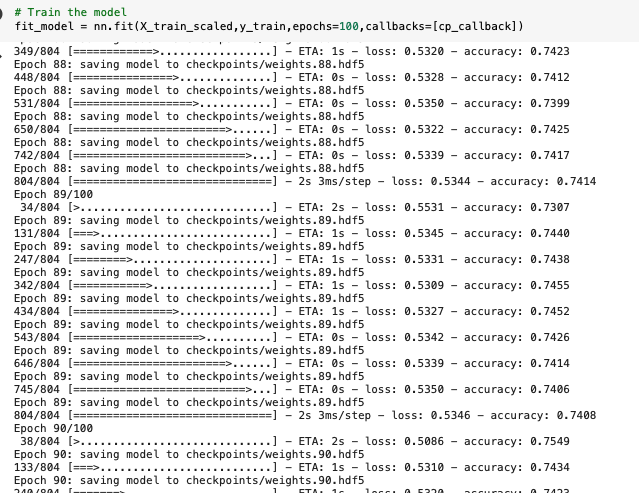 # Train the model
fit_model = nn.fit(X_train_scaled,y_train,epochs=100,callbacks=[cp_callback])
349/804 [============>.................] - ETA: 1s - loss: 0.5320 - accuracy: 0.7423
Epoch 88: saving model to checkpoints/weights.88.hdf5
448/804 [===============>..............] - ETA: 0s - loss: 0.5328 - accuracy: 0.7412
Epoch 88: saving model to checkpoints/weights.88.hdf5
531/804 [==================>...........] - ETA: 0s - loss: 0.5350 - accuracy: 0.7399
Epoch 88: saving model to checkpoints/weights.88.hdf5
650/804 [=======================>......] - ETA: 0s - loss: 0.5322 - accuracy: 0.7425
Epoch 88: saving model to checkpoints/weights.88.hdf5
742/804 [==========================>...] - ETA: 0s - loss: 0.5339 - accuracy: 0.7417
Epoch 88: saving model to checkpoints/weights.88.hdf5
804/804 [==============================] - 2s 3ms/step - loss: 0.5344 - accuracy: 0.7414
Epoch 89/100
34/804 [>.............................] - ETA: 2s - loss: 0.5531 - accuracy: 0.7307
Epoch 89: saving model to checkpoints/weights.89.hdf5
131/804 [===>..........................] - ETA: 1s - loss: 0.5345 - accuracy: 0.7440
Epoch 89: saving model to checkpoints/weights.89.hdf5
247/804 [========>.....................] - ETA: 1s - loss: 0.5331 - accuracy: 0.7438
Epoch 89: saving model to checkpoints/weights.89.hdf5
342/804 [===========>..................] - ETA: 1s - loss: 0.5309 - accuracy: 0.7455
Epoch 89: saving model to checkpoints/weights.89.hdf5
434/804 [===============>..............] - ETA: 1s - loss: 0.5327 - accuracy: 0.7452
Epoch 89: saving model to checkpoints/weights.89.hdf5
543/804 [===================>..........] - ETA: 0s - loss: 0.5342 - accuracy: 0.7426
Epoch 89: saving model to checkpoints/weights.89.hdf5
646/804 [=======================>......] - ETA: 0s - loss: 0.5339 - accuracy: 0.7414
Epoch 89: saving model to checkpoints/weights.89.hdf5
745/804 [==========================>...] - ETA: 0s - loss: 0.5350 - accuracy: 0.7406
Epoch 89: saving model to checkpoints/weights.89.hdf5
804/804 [==============================] - 2s 3ms/step - loss: 0.5346 - accuracy: 0.7408
Epoch 90/100
38/804 [>.............................] - ETA: 2s - loss: 0.5086 - accuracy: 0.7549
Epoch 90: saving model to checkpoints/weights.90.hdf5
133/804 [===>..........................] - ETA: 1s - loss: 0.5310 - accuracy: 0.7434
Epoch 90: saving model to checkpoints/weights.90.hdf5